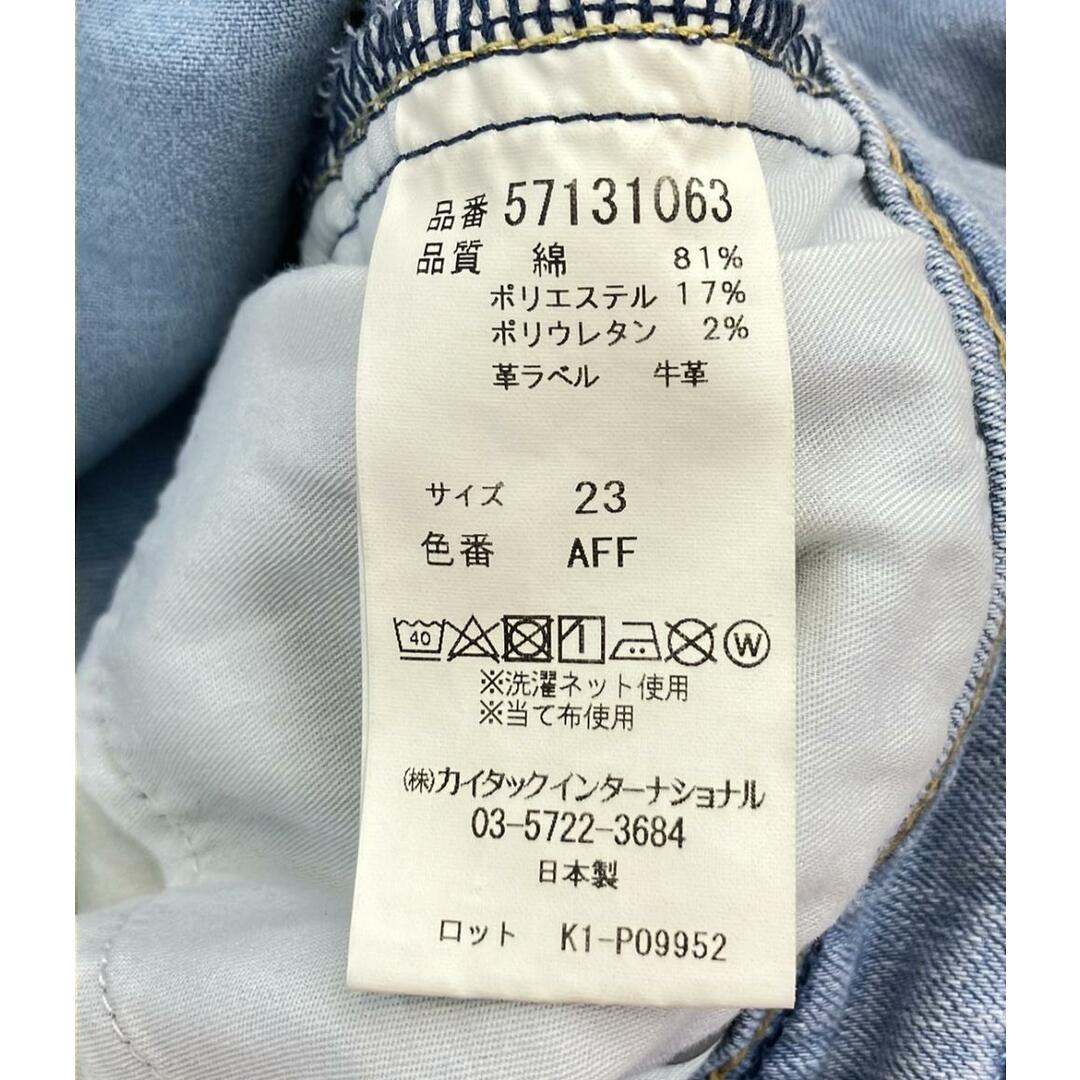 品番 57131063
品質 綿 81%
ポリエステル 17%
ポリウレタン 2%
革ラベル 牛革
サイズ 23
色番 AFF
40 W
※洗濯ネット使用
※当て布使用
㈱カイタックインターナショナル
03-5722-3684
日本製
ロット K1-P09952